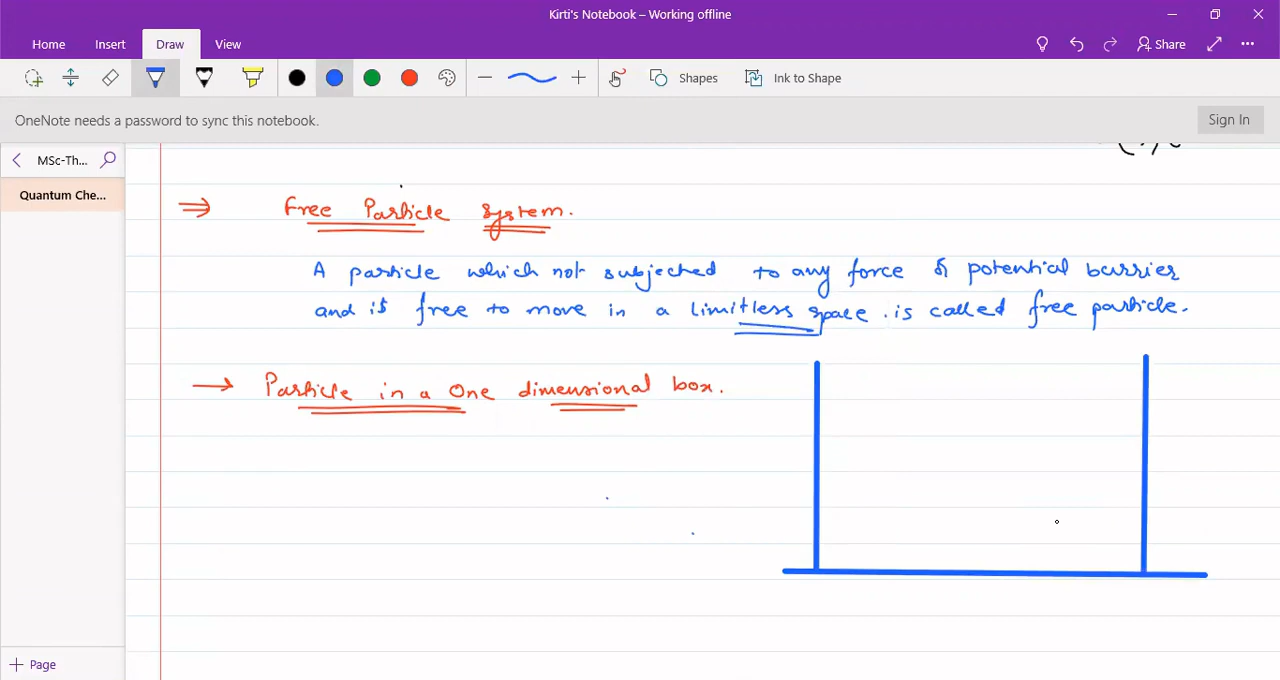 Kirti's Notebook – Working offline
Home Insert Draw View Share
Shapes Ink to Shape
OneNote needs a password to sync this notebook. Sign In
MSc-Th...
Quantum Che...
⇒ Free Particle System.
A particle which not subjected to any force & potential barrier
and is free to move in a limitless space. is called free particle.
→ Particle in a One dimensional box.
+ Page